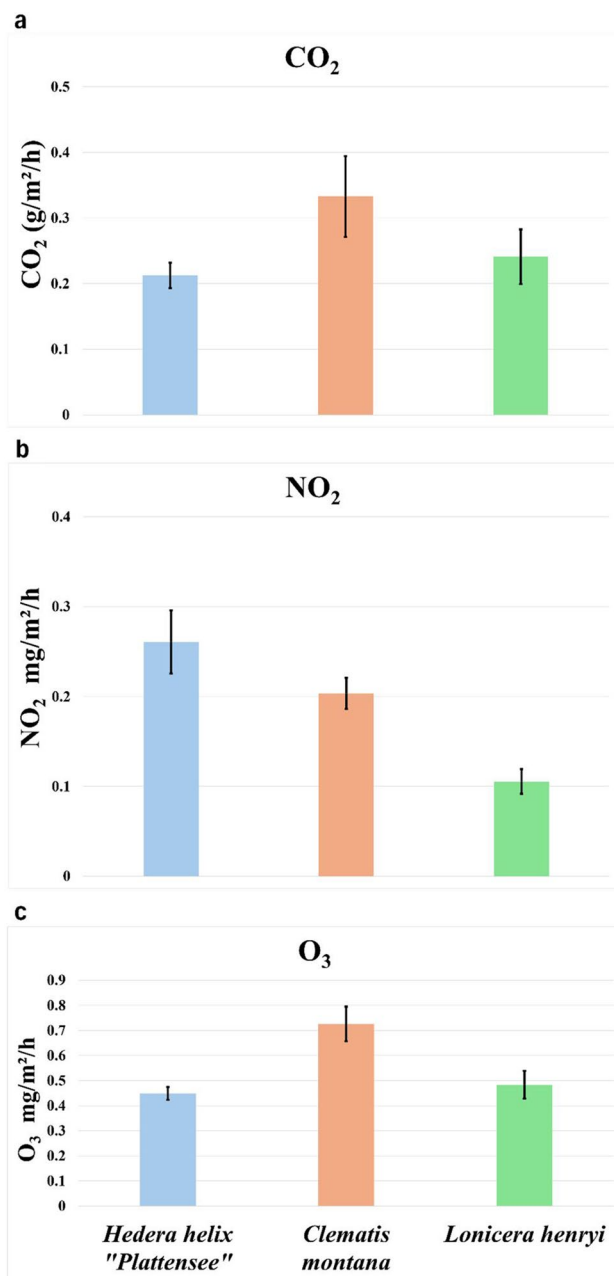 a
CO₂
CO₂ (g/m²/h)
0.5
0.4
0.3
0.2
0.1
0
b
NO₂
NO₂ mg/m²/h
0.4
0.3
0.2
0.1
0
c
O₃
O₃ mg/m²/h
0.9
0.8
0.7
0.6
0.5
0.4
0.3
0.2
0.1
0
Hedera helix
"Plattensee"
Clematis
montana
Lonicera henryi